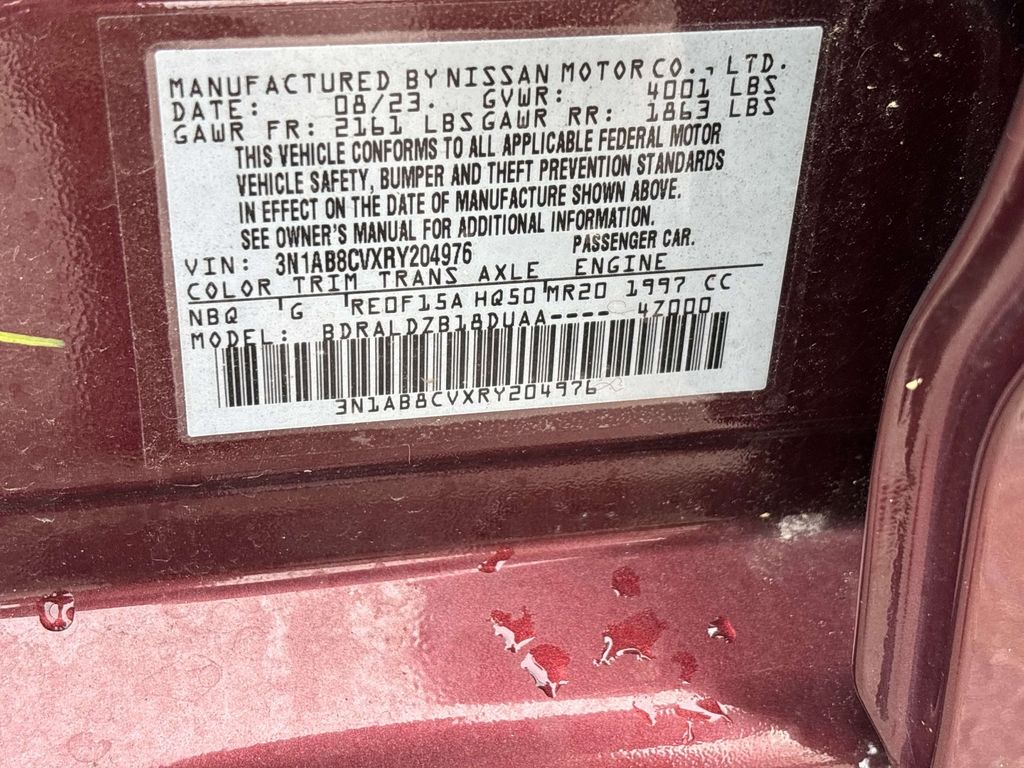 MANUFACTURED BY NISSAN MOTOR CO., LTD.
DATE: 08/23. GVWR: 4001 LBS
GAWR FR: 2161 LBS GAWR RR: 1863 LBS
THIS VEHICLE CONFORMS TO ALL APPLICABLE FEDERAL MOTOR
VEHICLE SAFETY, BUMPER AND THEFT PREVENTION STANDARDS
IN EFFECT ON THE DATE OF MANUFACTURE SHOWN ABOVE.
SEE OWNER'S MANUAL FOR ADDITIONAL INFORMATION.
VIN: 3N1AB8CVXRY204976 PASSENGER CAR.
COLOR TRIM TRANS AXLE ENGINE
NBQ G RE0F15A HQ50 MR20 1997 CC
MODEL: BDRALDZB18DUAA---- 4Z000
3N1AB8CVXRY204976